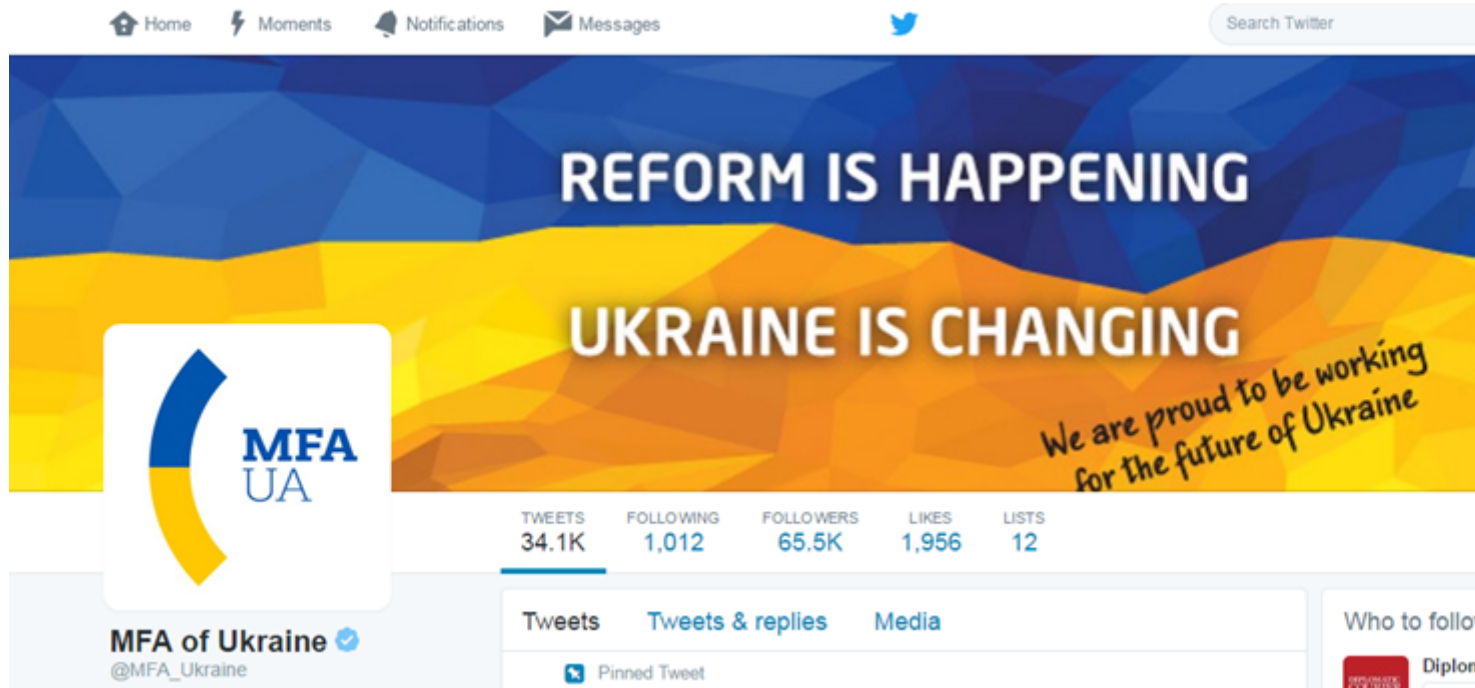 Home Moments Notifications Messages Search Twitter
REFORM IS HAPPENING
UKRAINE IS CHANGING
We are proud to be working
for the future of Ukraine
MFA
UA
TWEETS FOLLOWING FOLLOWERS LIKES LISTS
34.1K 1,012 65.5K 1,956 12
MFA of Ukraine
@MFA_Ukraine
Tweets Tweets & replies Media
Pinned Tweet
Who to follo
Diplon
DIPLOMATIC
COURIER